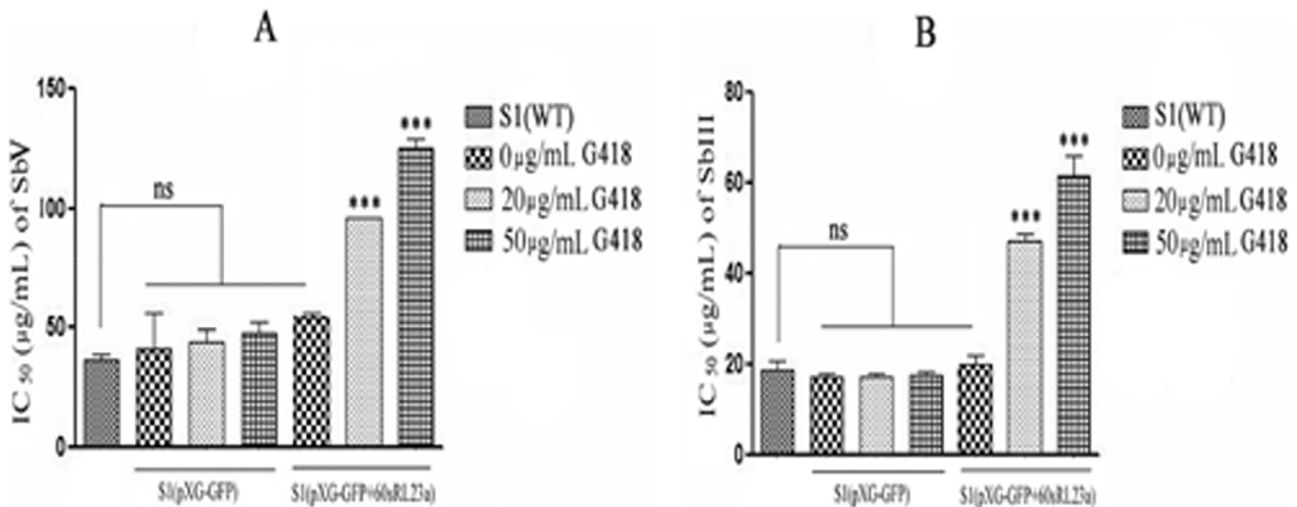 A
IC 50 (µg/mL) of SbV
150
100
50
0
ns
***
***
S1(WT)
0µg/mL G418
20µg/mL G418
50µg/mL G418
S1(pXG-GFP)
S1(pXG-GFP+60sRL23a)
B
IC 50 (µg/mL) of SbIII
80
60
40
20
0
ns
***
***
S1(WT)
0µg/mL G418
20µg/mL G418
50µg/mL G418
S1(pXG-GFP)
S1(pXG-GFP+60sRL23a)